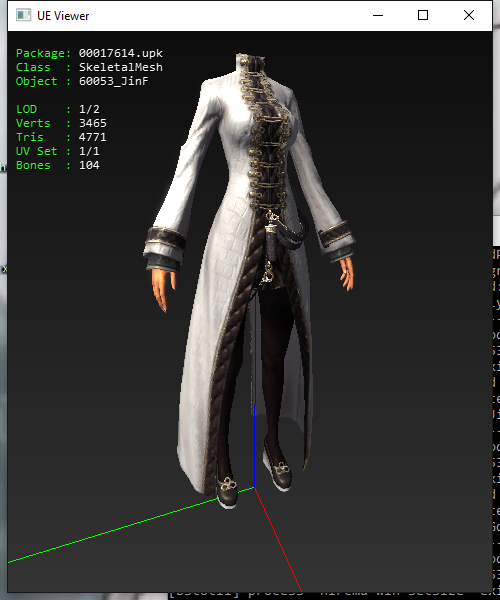 UE Viewer
Package: 00017614.upk
Class : SkeletalMesh
Object : 60053_JinF
LOD : 1/2
Verts : 3465
Tris : 4771
UV Set : 1/1
Bones : 104